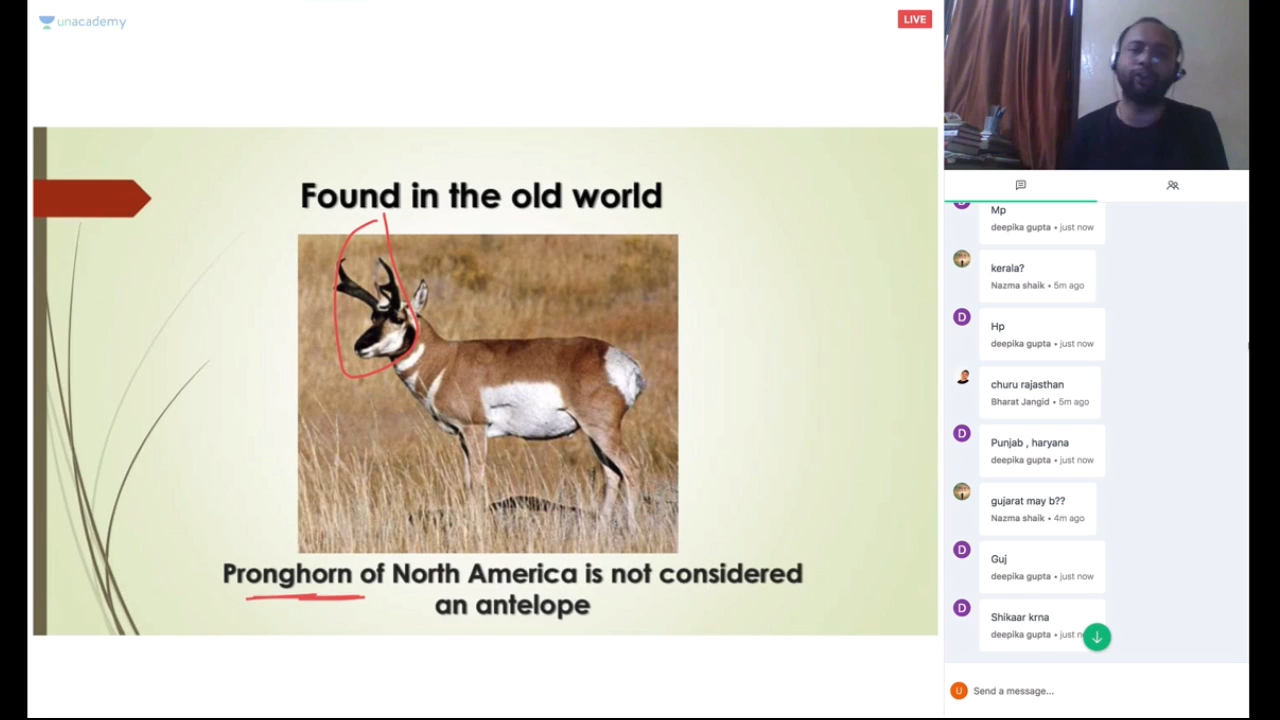 unacademy
LIVE
Found in the old world
Pronghorn of North America is not considered
an antelope
Mp
deepika gupta • just now
kerala?
Nazma shaik • 5m ago
D
Hp
deepika gupta • just now
churu rajasthan
Bharat Jangid • 5m ago
D
Punjab , haryana
deepika gupta • just now
gujarat may b??
Nazma shaik • 4m ago
D
Guj
deepika gupta • just now
D
Shikaar krna
deepika gupta • just
U
Send a message...